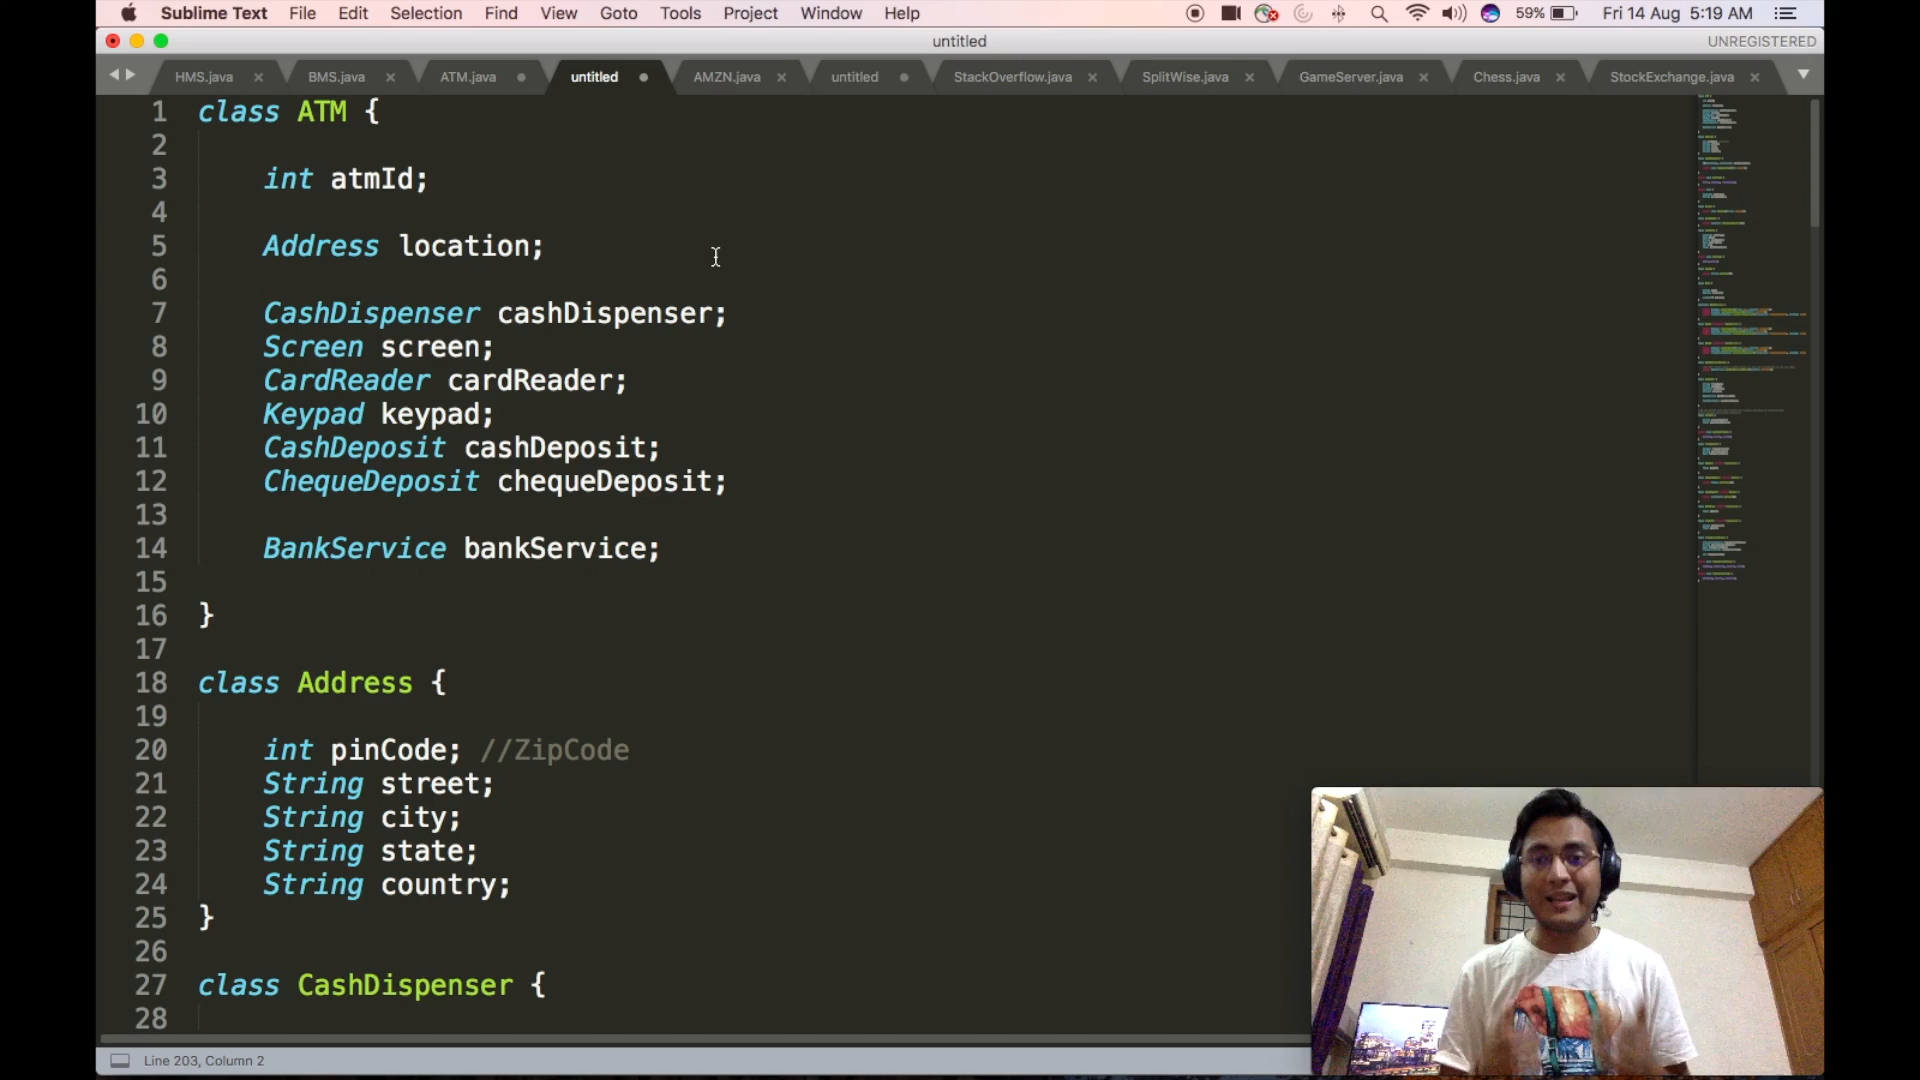 Sublime Text File Edit Selection Find View Goto Tools Project Window Help 59% Fri 14 Aug 5:19 AM
untitled UNREGISTERED
HMS.java BMS.java ATM.java untitled AMZN.java untitled StackOverflow.java SplitWise.java GameServer.java Chess.java StockExchange.java
1 class ATM {
2
3 int atmId;
4
5 Address location;
6
7 CashDispenser cashDispenser;
8 Screen screen;
9 CardReader cardReader;
10 Keypad keypad;
11 CashDeposit cashDeposit;
12 ChequeDeposit chequeDeposit;
13
14 BankService bankService;
15
16 }
17
18 class Address {
19
20 int pinCode; //ZipCode
21 String street;
22 String city;
23 String state;
24 String country;
25 }
26
27 class CashDispenser {
28
Line 203, Column 2